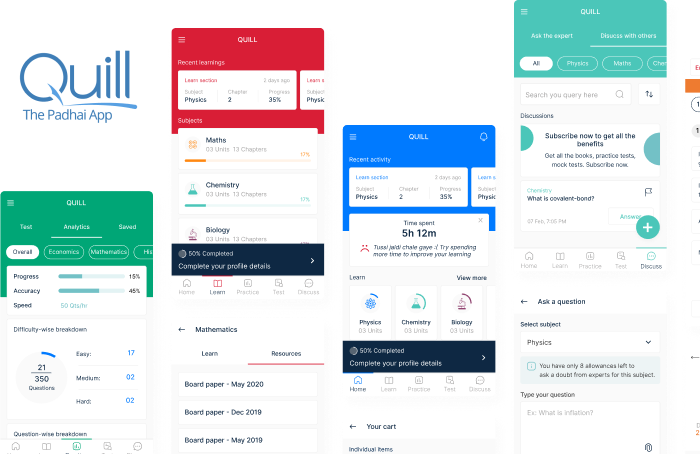 Quill
The Padhai App
QUILL
Test Analytics Saved
Overall Economics Mathematics His
Progress 15%
Accuracy 45%
Speed 50 Qts/hr
Difficulty-wise breakdown
21
350
Questions
Easy: 17
Medium: 02
Hard: 02
Question-wise breakdown
QUILL
Recent learnings
Learn section 2 days ago.
Subject Chapter Progress
Physics 2 35%
Learn
Subject
Physics
Subjects
Maths
03 Units 13 Chapters
17%
Chemistry
03 Units 13 Chapters
17%
Biology
03 Units 13 Chapters
50% Completed
Complete your profile details
Home Learn Practice Test Discuss
Mathematics
Learn Resources
Board paper - May 2020
Board paper - Dec 2019
Board paper - May 2019
QUILL
Recent activity
Learn section 2 days ago.
Subject Chapter Progress
Physics 2 35%
Learn se
Subject
Physics
Time spent
5h 12m
Tussi jaldi chale gaye :( Try spending
more time to improve your learning
Learn View more
Physics
03 Units
Chemistry
03 Units
Biology
03 Units
50% Completed
Complete your profile details
Home Learn Practice Test Discuss
Your cart
Individual items
QUILL
Ask the expert Disucss with others
All Physics Maths Che
Search you query here
Discussions
Subscribe now to get all the
benefits
Get all the books, practice tests,
mock tests. Subscribe now.
Chemistry
What is covalent-bond?
07 Feb, 7:05 PM
Answer
Home Learn Practice Test Discuss
Ask a question
Select subject
Physics
You have only 8 allowances left to
ask a doubt from experts for this subject.
Type your question
Ex: What is inflation?